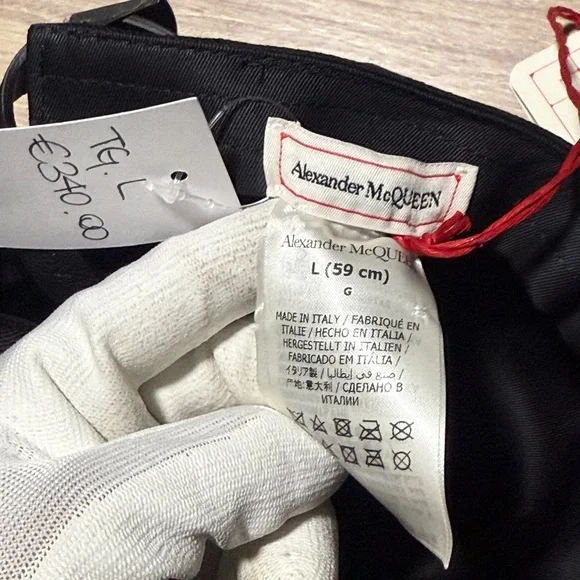 TG. L
€340.00
Alexander McQUEEN
Alexander McQUEE
L (59 cm)
G
MADE IN ITALY / FABRIQUÉ EN
ITALIE / HECHO EN ITALIA /
HERGESTELLT IN ITALIEN /
FABRICADO EM ITÁLIA /
イタリア製 / صنع في إيطاليا /
产地:意大利 / СДЕЛАНО В
ИТАЛИИ